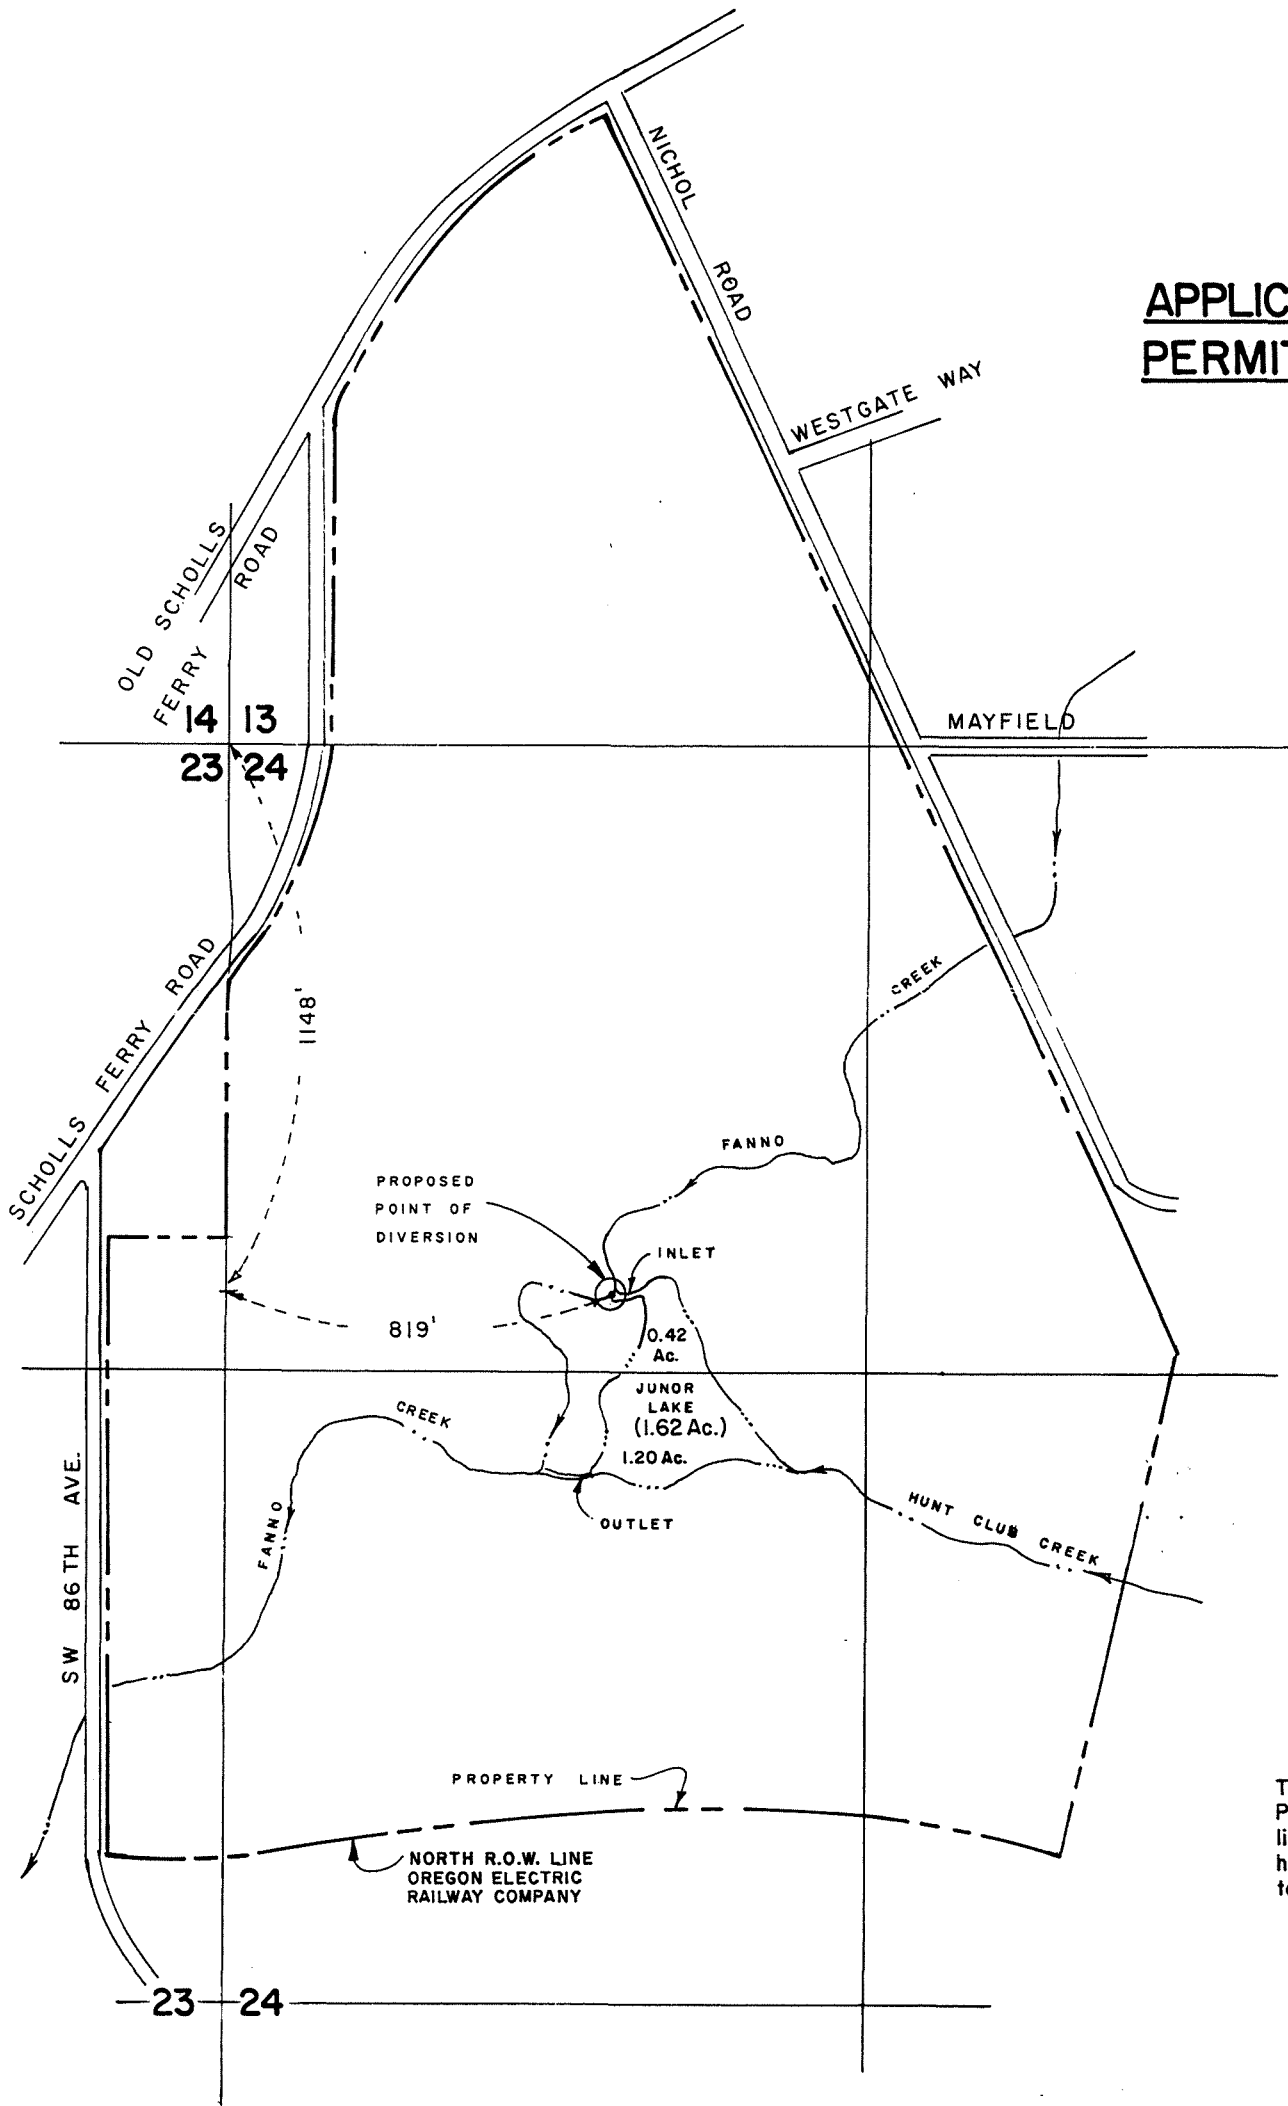 NICHOL
ROAD
APPLIC
PERMIT
WESTGATE WAY
OLD SCHOLLS
FERRY ROAD
14 13
MAYFIELD
23 24
SCHOLLS FERRY ROAD
1148'
CREEK
FANNO
PROPOSED
POINT OF
DIVERSION
INLET
819'
0.42
Ac.
JUNOR
LAKE
(1.62 Ac.)
1.20 Ac.
CREEK
FANNO
OUTLET
HUNT CLUB CREEK
SW 86TH AVE.
PROPERTY LINE
NORTH R.O.W. LINE
OREGON ELECTRIC
RAILWAY COMPANY
T
P
li
h
t
23 24